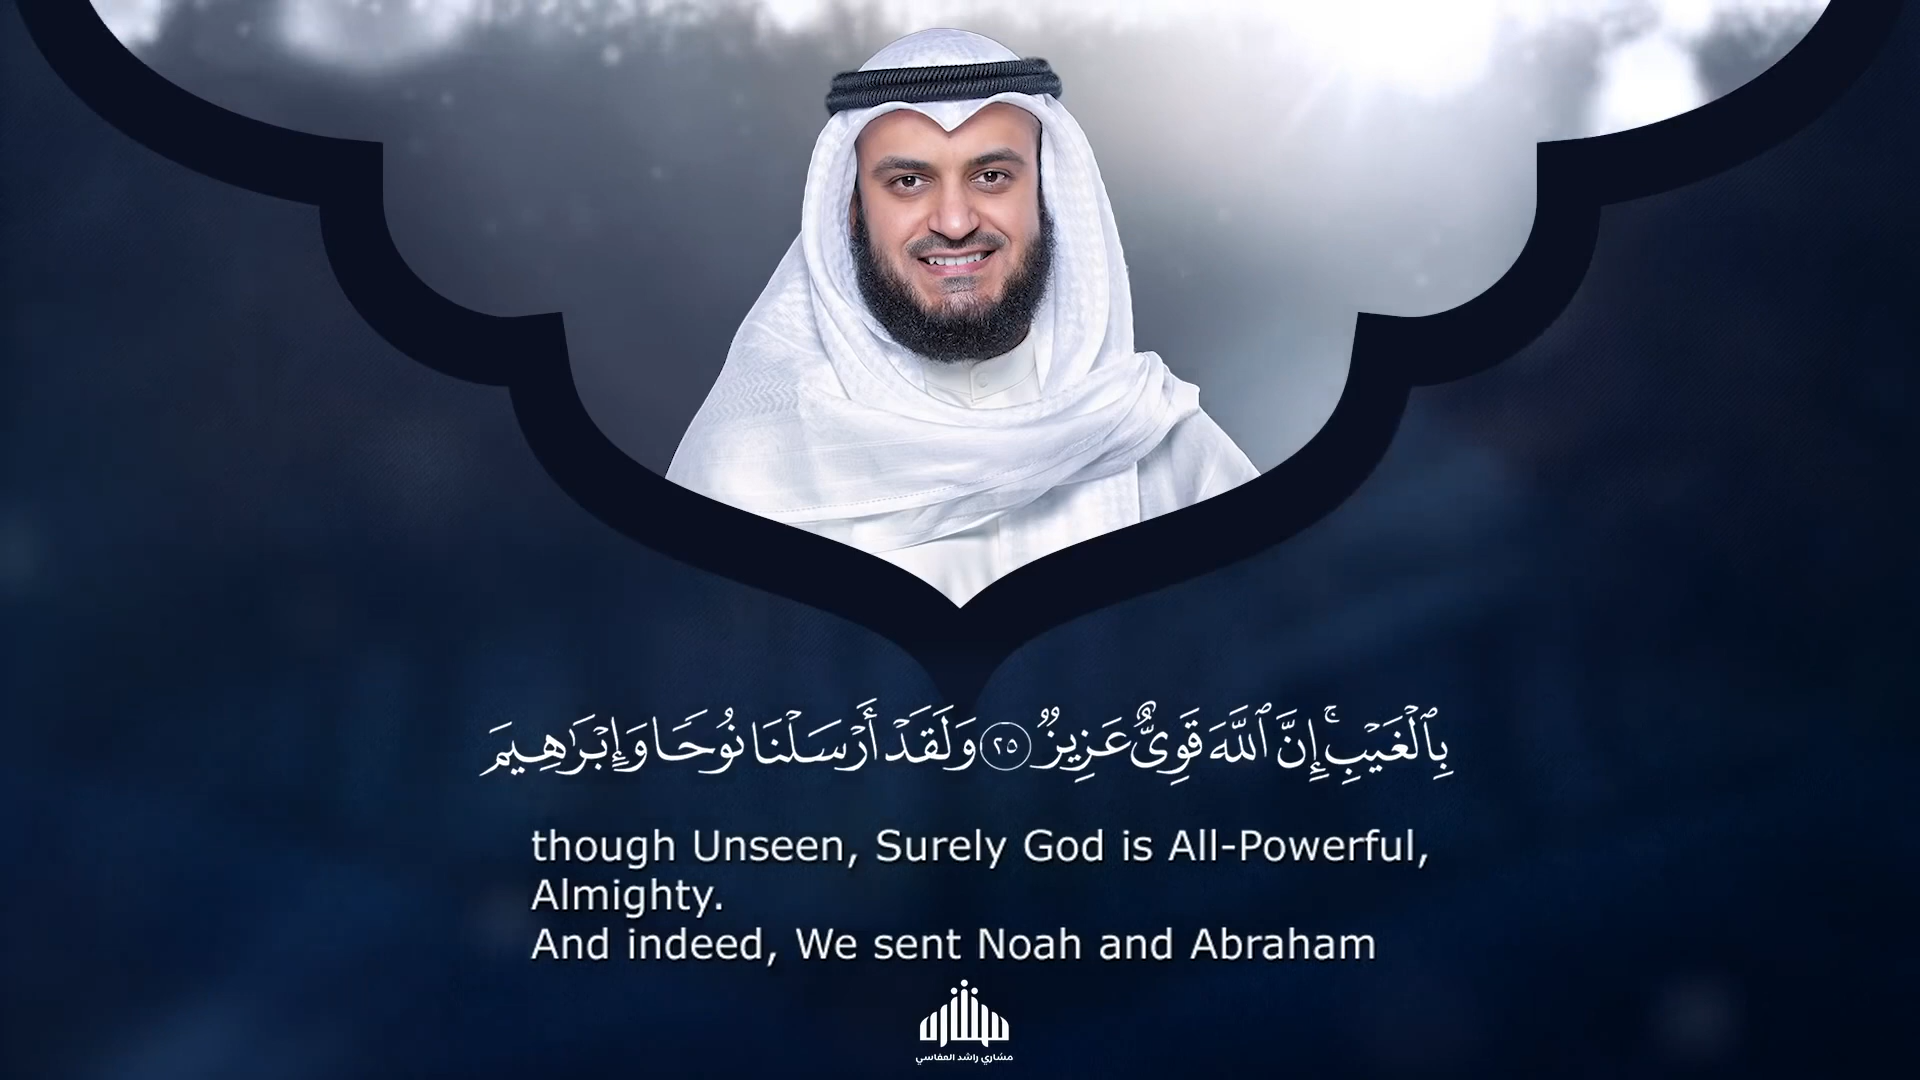 بِٱلْغَيْبِۚ إِنَّ ٱللَّهَ قَوِىٌّ عَزِيزٌ ٢٥ وَلَقَدْ أَرْسَلْنَا نُوحًا وَإِبْرَٰهِيمَ
though Unseen, Surely God is All-Powerful,
Almighty.
And indeed, We sent Noah and Abraham
مشاري راشد العفاسي